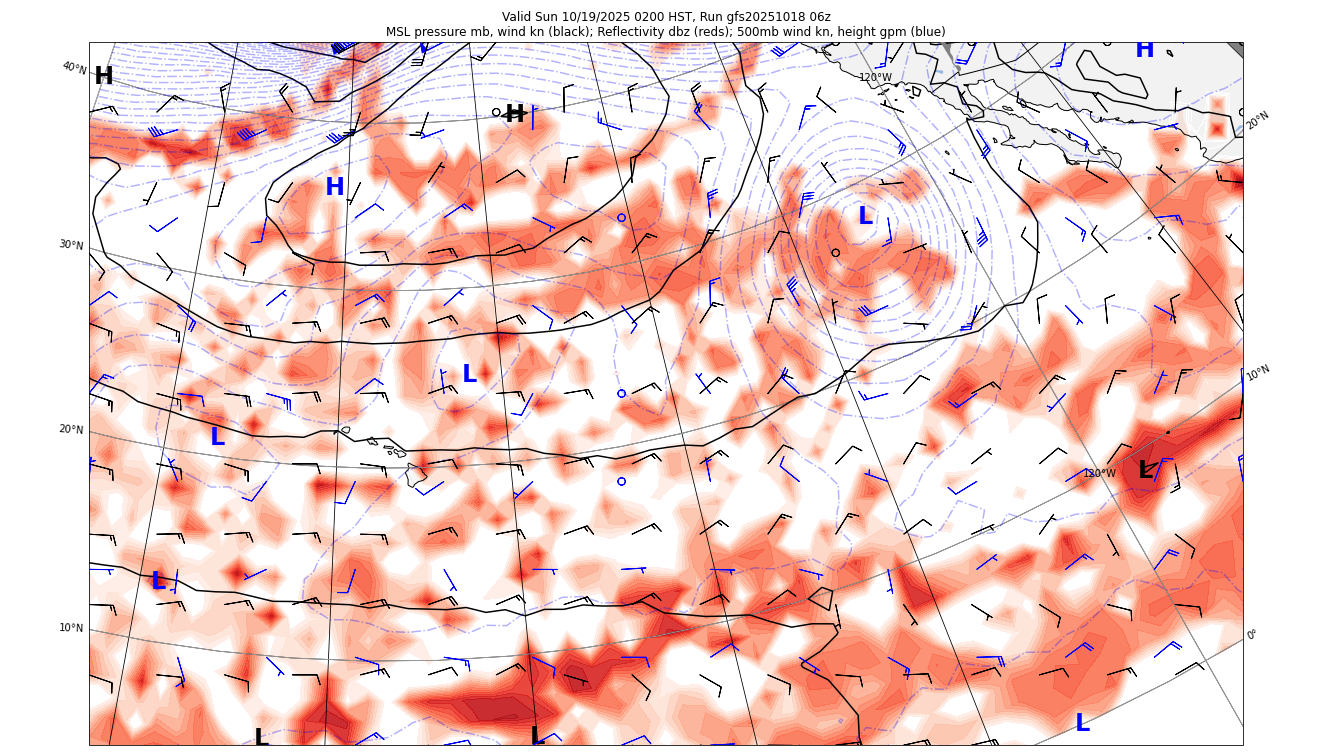 Valid Sun 10/19/2025 0200 HST, Run gfs20251018 06z
MSL pressure mb, wind kn (black); Reflectivity dbz (reds); 500mb wind kn, height gpm (blue)
H
40°N
H
120°W
H
20°N
H
L
30°N
L
10°N
20°N
L
120°W
L
L
10°N
0°
L
L
L